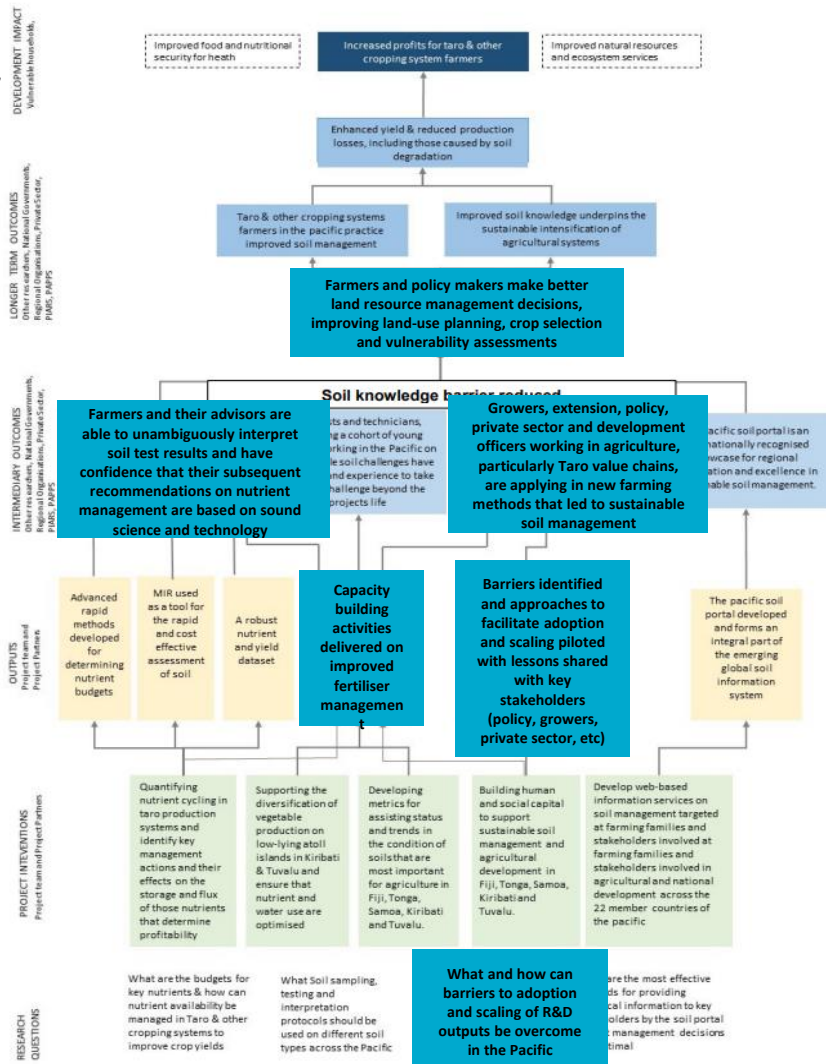 DEVELOPMENT IMPACT
Vulnerable households,
Improved food and nutritional
security for heath
Increased profits for taro & other
cropping system farmers
Improved natural resources
and ecosystem services
Enhanced yield & reduced production
losses, including those caused by soil
degradation
LONGER TERM OUTCOMES
Other researchers, National Governments,
Regional Organisations, Private Sector,
PIARS, PAPPS
Taro & other cropping systems
farmers in the pacific practice
improved soil management
Improved soil knowledge underpins the
sustainable intensification of
agricultural systems
Farmers and policy makers make better
land resource management decisions,
improving land-use planning, crop selection
and vulnerability assessments
Soil knowledge barrier reduced
INTERMEDIARY OUTCOMES
Other researchers, National Governments,
Regional Organisations, Private Sector,
PIARS, PAPPS
Farmers and their advisors are
able to unambiguously interpret
soil test results and have
confidence that their subsequent
recommendations on nutrient
management are based on sound
science and technology
sts and technicians,
g a cohort of young
orking in the Pacific on
le soil challenges have
and experience to take
hallenge beyond the
projects life
Growers, extension, policy,
private sector and development
officers working in agriculture,
particularly Taro value chains,
are applying in new farming
methods that led to sustainable
soil management
acific soil portal is an
nationally recognised
owcase for regional
ation and excellence in
nable soil management.
OUTPUTS
Project team and
Project Partners
Advanced
rapid
methods
developed
for
determining
nutrient
budgets
MIR used
as a tool for
the rapid
and cost
effective
assessment
of soil
A robust
nutrient
and yield
dataset
Capacity
building
activities
delivered on
improved
fertiliser
managemen
t
Barriers identified
and approaches to
facilitate adoption
and scaling piloted
with lessons shared
with key
stakeholders
(policy, growers,
private sector, etc)
The pacific soil
portal developed
and forms an
integral part of
the emerging
global soil
information
system
PROJECT INTEVENTIONS
Project team and Project Partners
Quantifying
nutrient cycling in
taro production
systems and
identify key
management
actions and their
effects on the
storage and flux
of those nutrients
that determine
profitability
Supporting the
diversification of
vegetable
production on
low-lying atoll
islands in Kiribati
& Tuvalu and
ensure that
nutrient and
water use are
optimised
Developing
metrics for
assisting status
and trends in
the condition of
soils that are
most important
for agriculture in
Fiji, Tonga,
Samoa, Kiribati
and Tuvalu.
Building human
and social capital
to support
sustainable soil
management and
agricultural
development in
Fiji, Tonga, Samoa,
Kiribati and
Tuvalu.
Develop web-based
information services on
soil management targeted
at farming families and
stakeholders involved at
farming families and
stakeholders involved in
agricultural and national
development across the
22 member countries of
the pacific
RESEARCH
QUESTIONS
What are the budgets for
key nutrients & how can
nutrient availability be
managed in Taro & other
cropping systems to
improve crop yields
What Soil sampling,
testing and
interpretation
protocols should be
used on different soil
types across the Pacific
What and how can
barriers to adoption
and scaling of R&D
outputs be overcome
in the Pacific
are the most effective
ds for providing
cal information to key
holders by the soil portal
t management decisions
timal